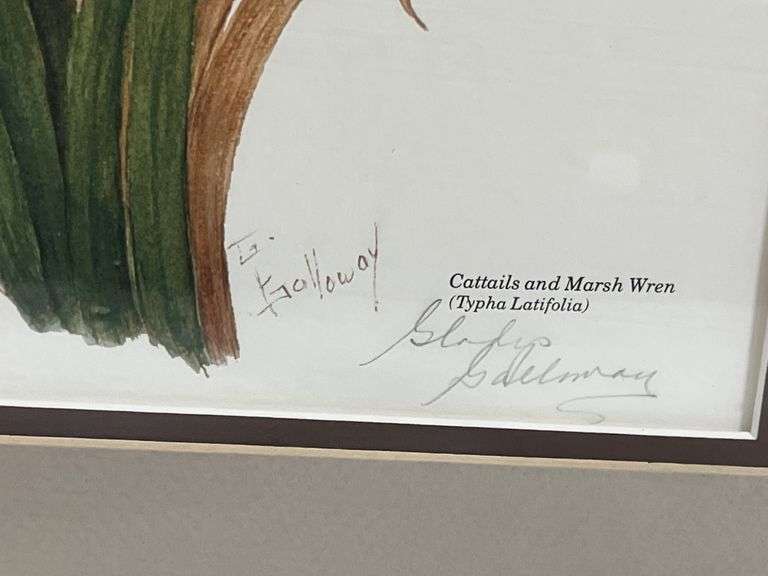 G.
Galloway
Cattails and Marsh Wren
(Typha Latifolia)
Gladys
Galloway